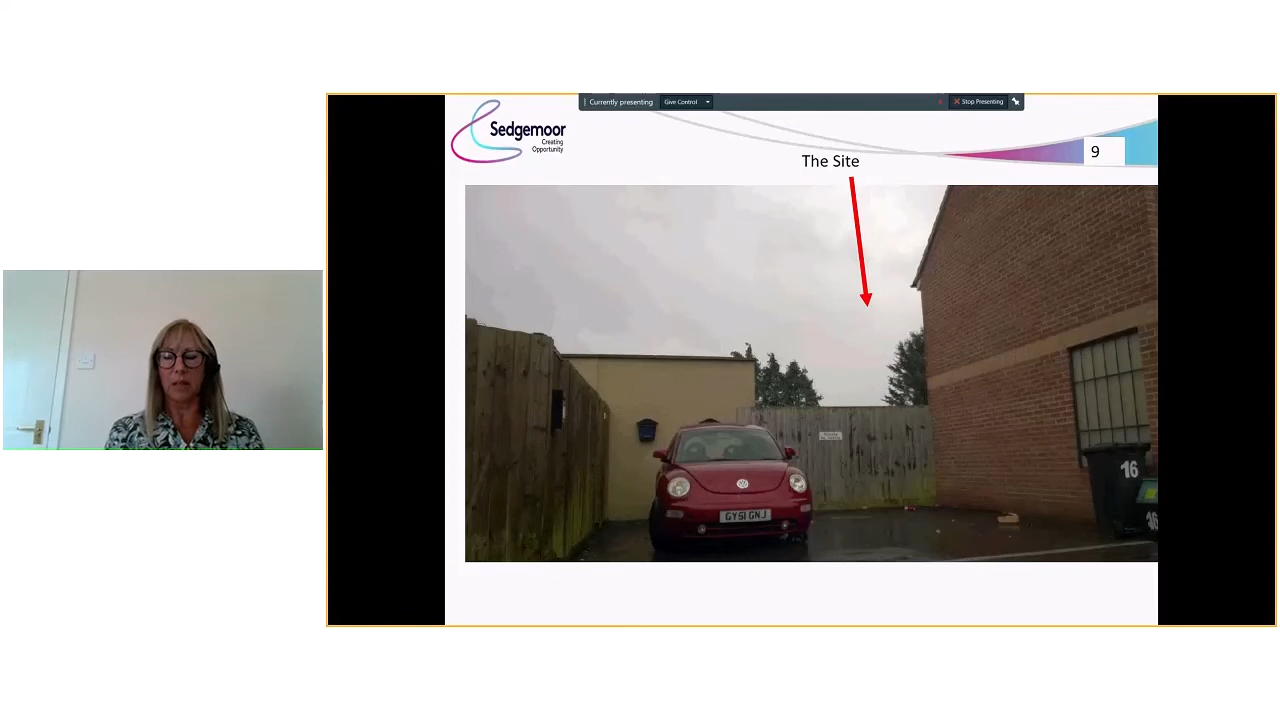 Currently presenting
Give Control
Stop Presenting
Sedgemoor
Creating
Opportunity
9
The Site
GY51 GNJ
16